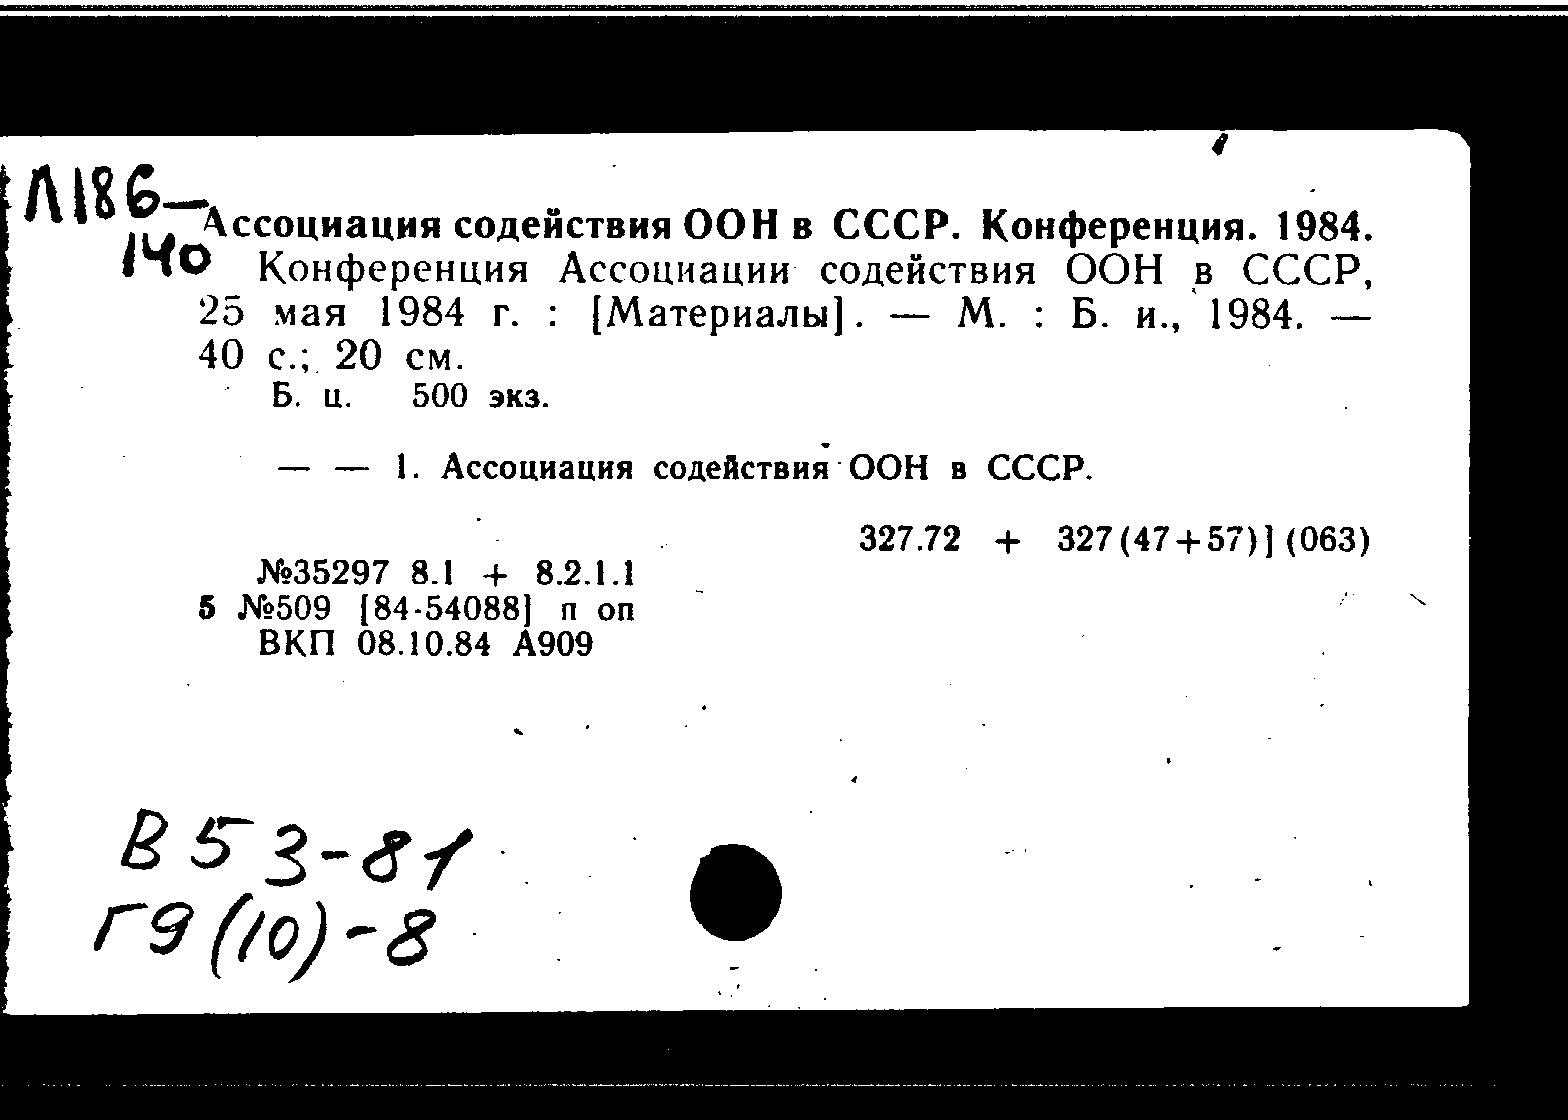 Л186-
140
Ассоциация содействия ООН в СССР. Конференция. 1984.
Конференция Ассоциации содействия ООН в СССР,
25 мая 1984 г. : [Материалы]. — М. : Б. и., 1984. —
40 с.; 20 см.
Б. ц. 500 экз.
— — 1. Ассоциация содействия ООН в СССР.
327.72 + 327(47+57)] (063)
№35297 8.1 + 8.2.1.1
5 №509 [84-54088] п оп
ВКП 08.10.84 А909
В53-81
Г9(10)-8